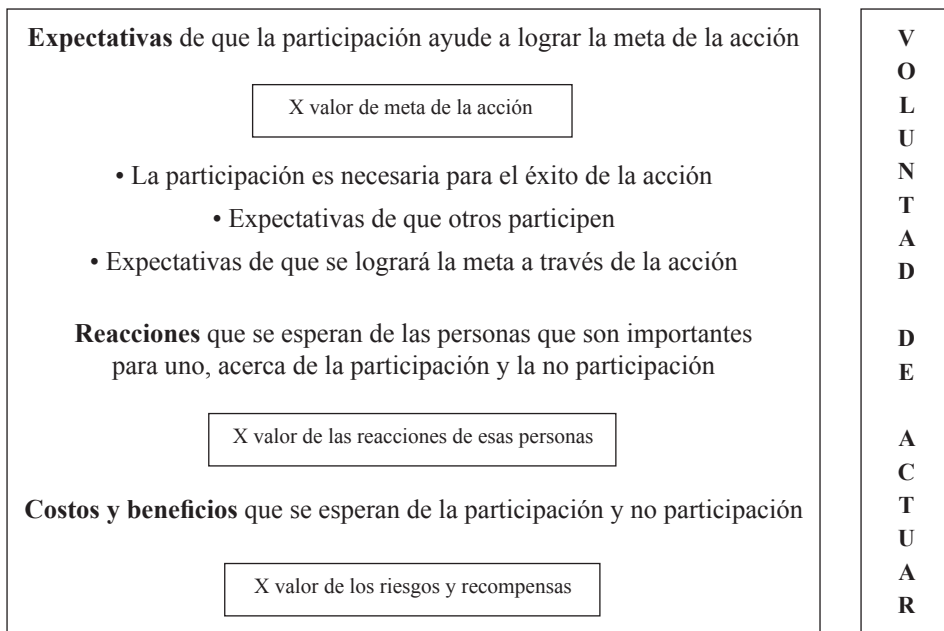 Expectativas de que la participación ayude a lograr la meta de la acción
X valor de meta de la acción
• La participación es necesaria para el éxito de la acción
• Expectativas de que otros participen
• Expectativas de que se logrará la meta a través de la acción
Reacciones que se esperan de las personas que son importantes
para uno, acerca de la participación y la no participación
X valor de las reacciones de esas personas
Costos y beneficios que se esperan de la participación y no participación
X valor de los riesgos y recompensas
V
O
L
U
N
T
A
D
D
E
A
C
T
U
A
R